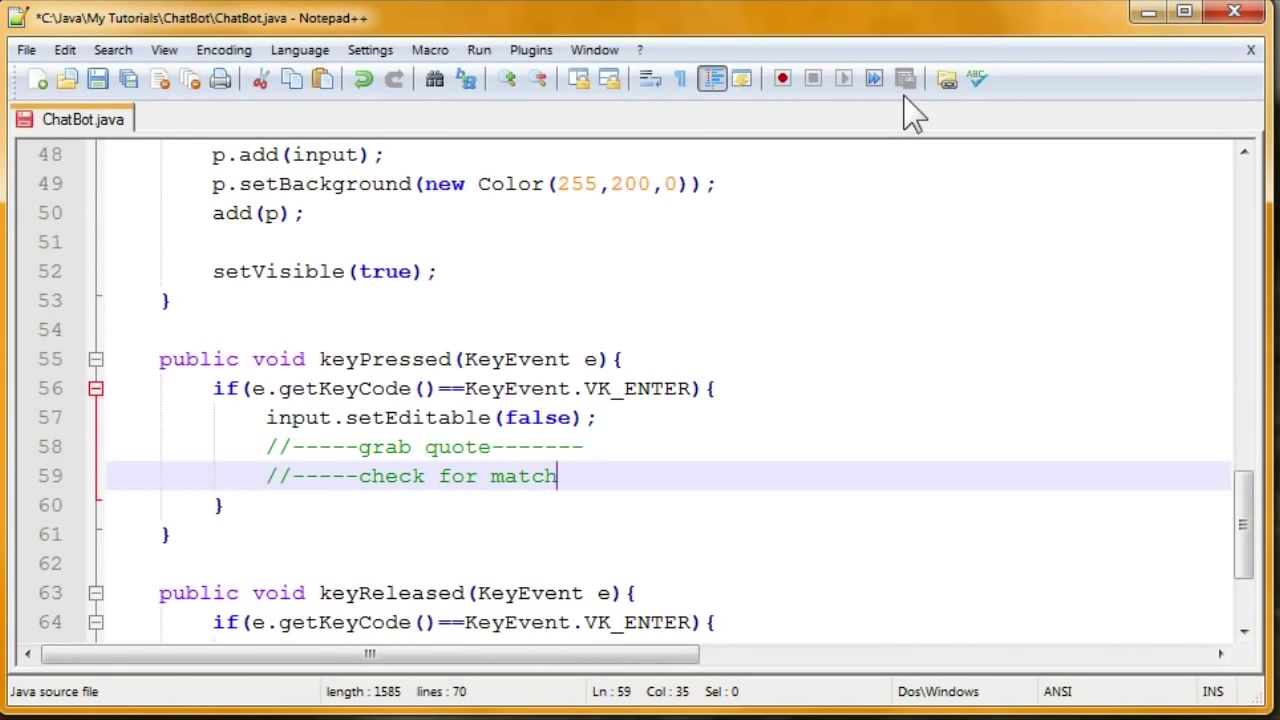 *C:\Java\My Tutorials\ChatBot\ChatBot.java - Notepad++
File Edit Search View Encoding Language Settings Macro Run Plugins Window ? X
ABC
ChatBot.java
48 p.add(input);
49 p.setBackground(new Color(255,200,0));
50 add(p);
51
52 setVisible(true);
53 }
54
55 public void keyPressed(KeyEvent e){
56 if(e.getKeyCode()==KeyEvent.VK_ENTER){
57 input.setEditable(false);
58 //-----grab quote-------
59 //-----check for match
60 }
61 }
62
63 public void keyReleased(KeyEvent e){
64 if(e.getKeyCode()==KeyEvent.VK_ENTER){
Java source file length : 1585 lines : 70 Ln : 59 Col : 35 Sel : 0 Dos\Windows ANSI INS